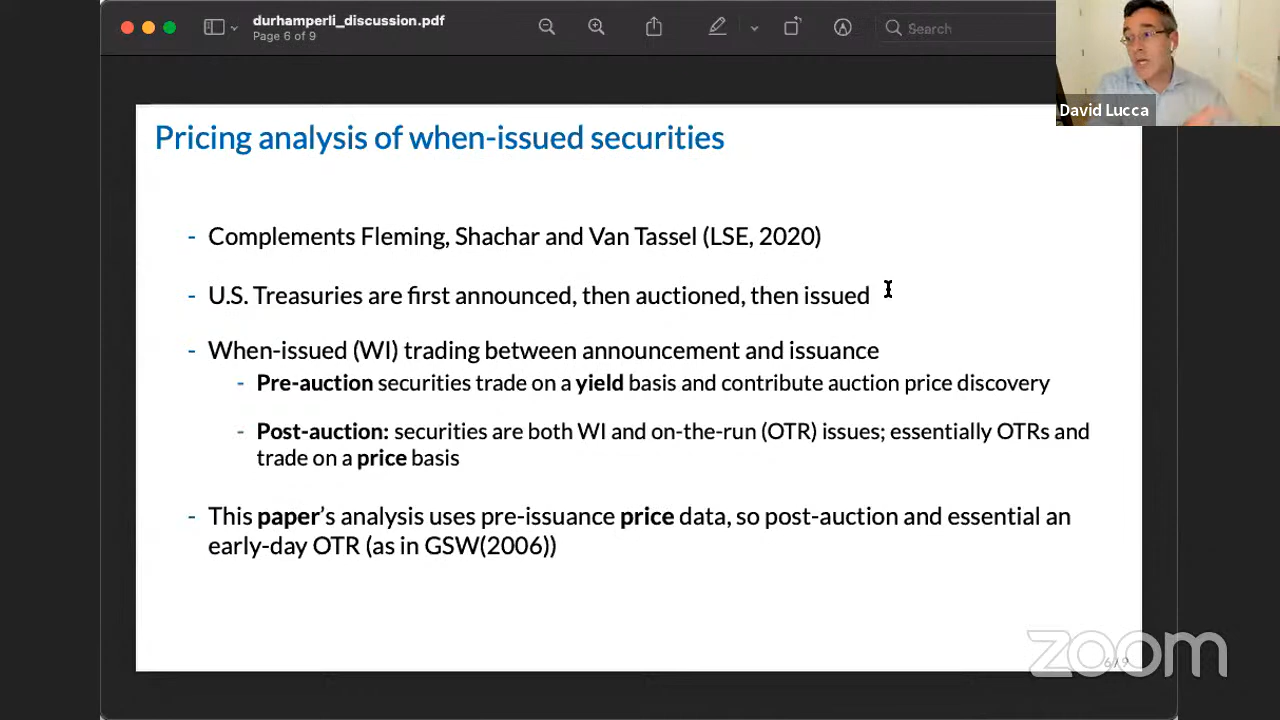 durhamperli_discussion.pdf
Page 6 of 9
Search
David Lucca
Pricing analysis of when-issued securities
- Complements Fleming, Shachar and Van Tassel (LSE, 2020)
- U.S. Treasuries are first announced, then auctioned, then issued
- When-issued (WI) trading between announcement and issuance
- Pre-auction securities trade on a yield basis and contribute auction price discovery
- Post-auction: securities are both WI and on-the-run (OTR) issues; essentially OTRs and
trade on a price basis
- This paper's analysis uses pre-issuance price data, so post-auction and essential an
early-day OTR (as in GSW(2006))
zoom
6/9